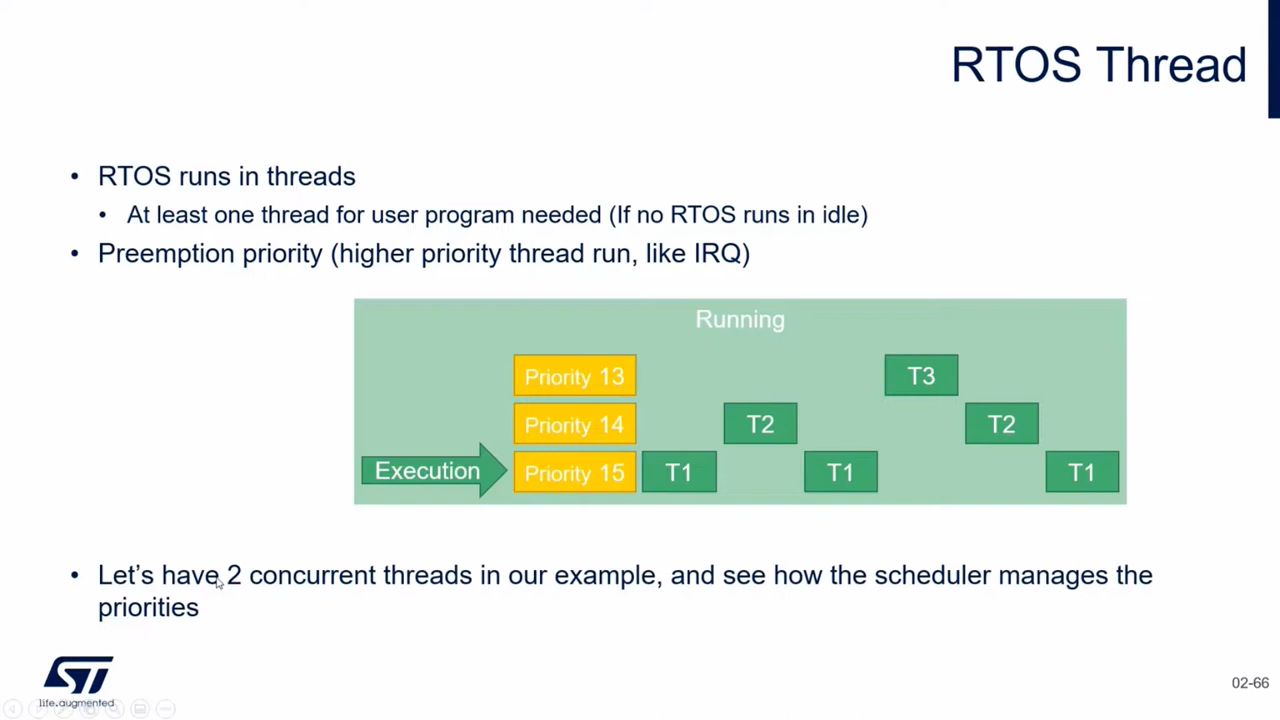 RTOS Thread
• RTOS runs in threads
• At least one thread for user program needed (If no RTOS runs in idle)
• Preemption priority (higher priority thread run, like IRQ)
Running
Priority 13
T3
Priority 14
T2
T2
Execution
Priority 15
T1
T1
T1
• Let's have 2 concurrent threads in our example, and see how the scheduler manages the
priorities
ST
life.augmented
02-66